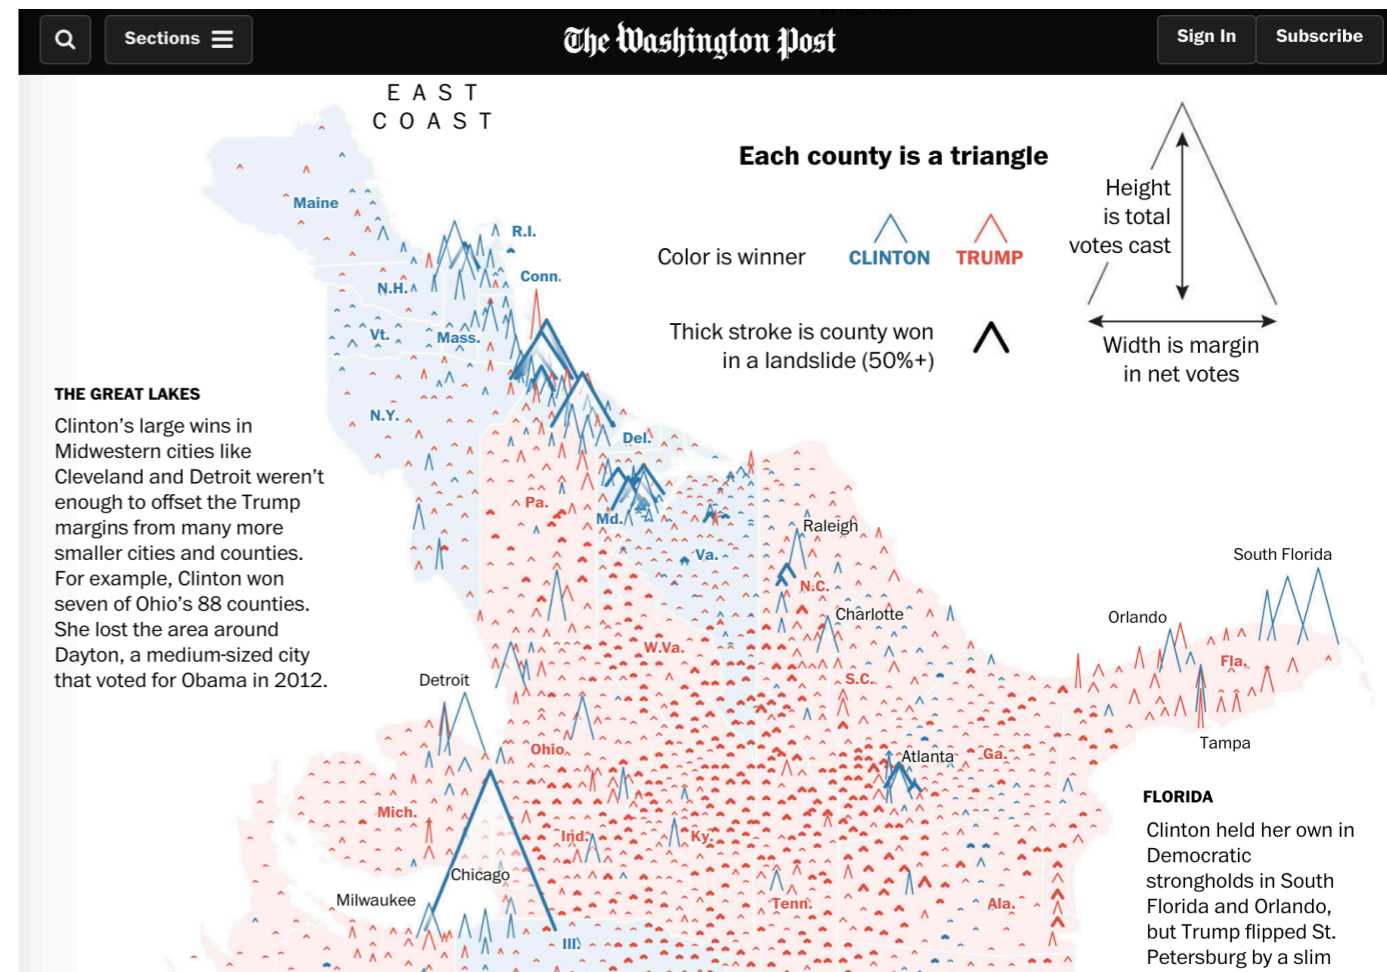 Sections
The Washington Post
Sign In
Subscribe
EAST
COAST
Each county is a triangle
Color is winner
CLINTON
TRUMP
Thick stroke is county won
in a landslide (50%+)
Height
is total
votes cast
Width is margin
in net votes
Maine
R.I.
Conn.
N.H.
Vt.
Mass.
N.Y.
Del.
Pa.
Md.
Va.
Raleigh
N.C.
Charlotte
W.Va.
S.C.
South Florida
Orlando
Fla.
Tampa
THE GREAT LAKES
Clinton’s large wins in
Midwestern cities like
Cleveland and Detroit weren’t
enough to offset the Trump
margins from many more
smaller cities and counties.
For example, Clinton won
seven of Ohio’s 88 counties.
She lost the area around
Dayton, a medium-sized city
that voted for Obama in 2012.
Detroit
Ohio
Atlanta
Ga.
Mich.
Ind.
Ky.
Chicago
Milwaukee
Tenn.
Ala.
Ill.
FLORIDA
Clinton held her own in
Democratic
strongholds in South
Florida and Orlando,
but Trump flipped St.
Petersburg by a slim